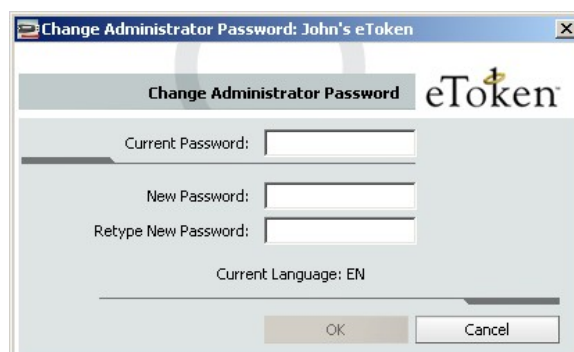 Change Administrator Password: John's eToken
Change Administrator Password
eToken
Current Password:
New Password:
Retype New Password:
Current Language: EN
OK
Cancel